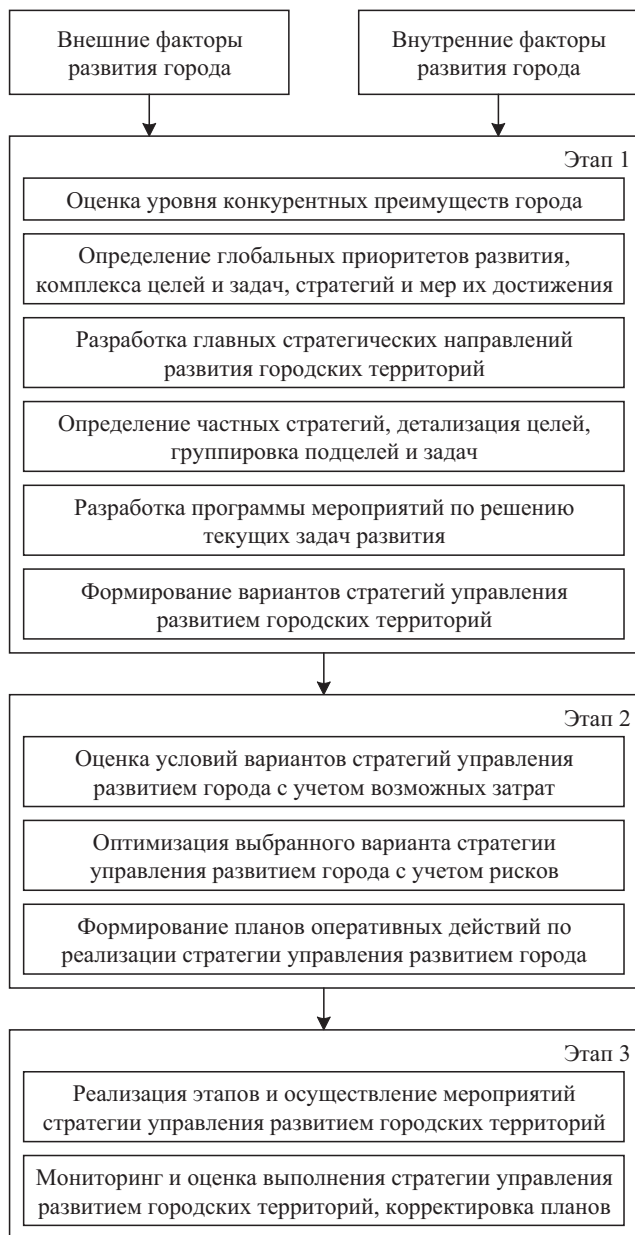 Внешние факторы
развития города
Внутренние факторы
развития города
Этап 1
Оценка уровня конкурентных преимуществ города
Определение глобальных приоритетов развития,
комплекса целей и задач, стратегий и мер их достижения
Разработка главных стратегических направлений
развития городских территорий
Определение частных стратегий, детализация целей,
группировка подцелей и задач
Разработка программы мероприятий по решению
текущих задач развития
Формирование вариантов стратегий управления
развитием городских территорий
Этап 2
Оценка условий вариантов стратегий управления
развитием города с учетом возможных затрат
Оптимизация выбранного варианта стратегии
управления развитием города с учетом рисков
Формирование планов оперативных действий по
реализации стратегии управления развитием города
Этап 3
Реализация этапов и осуществление мероприятий
стратегии управления развитием городских территорий
Мониторинг и оценка выполнения стратегии управления
развитием городских территорий, корректировка планов